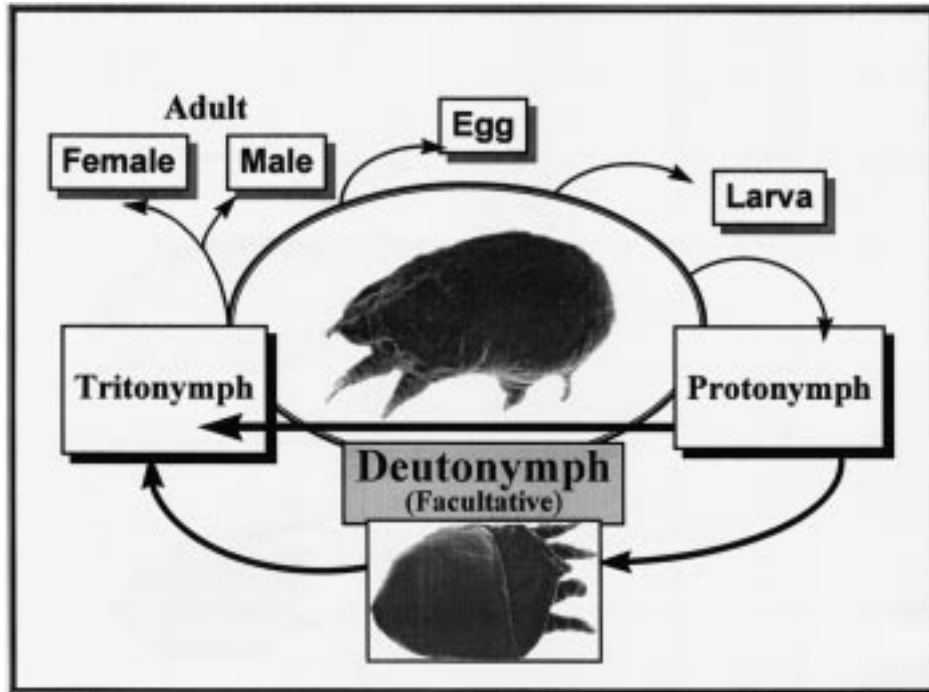 Adult
Female
Male
Egg
Larva
Tritonymph
Protonymph
Deutonymph
(Facultative)